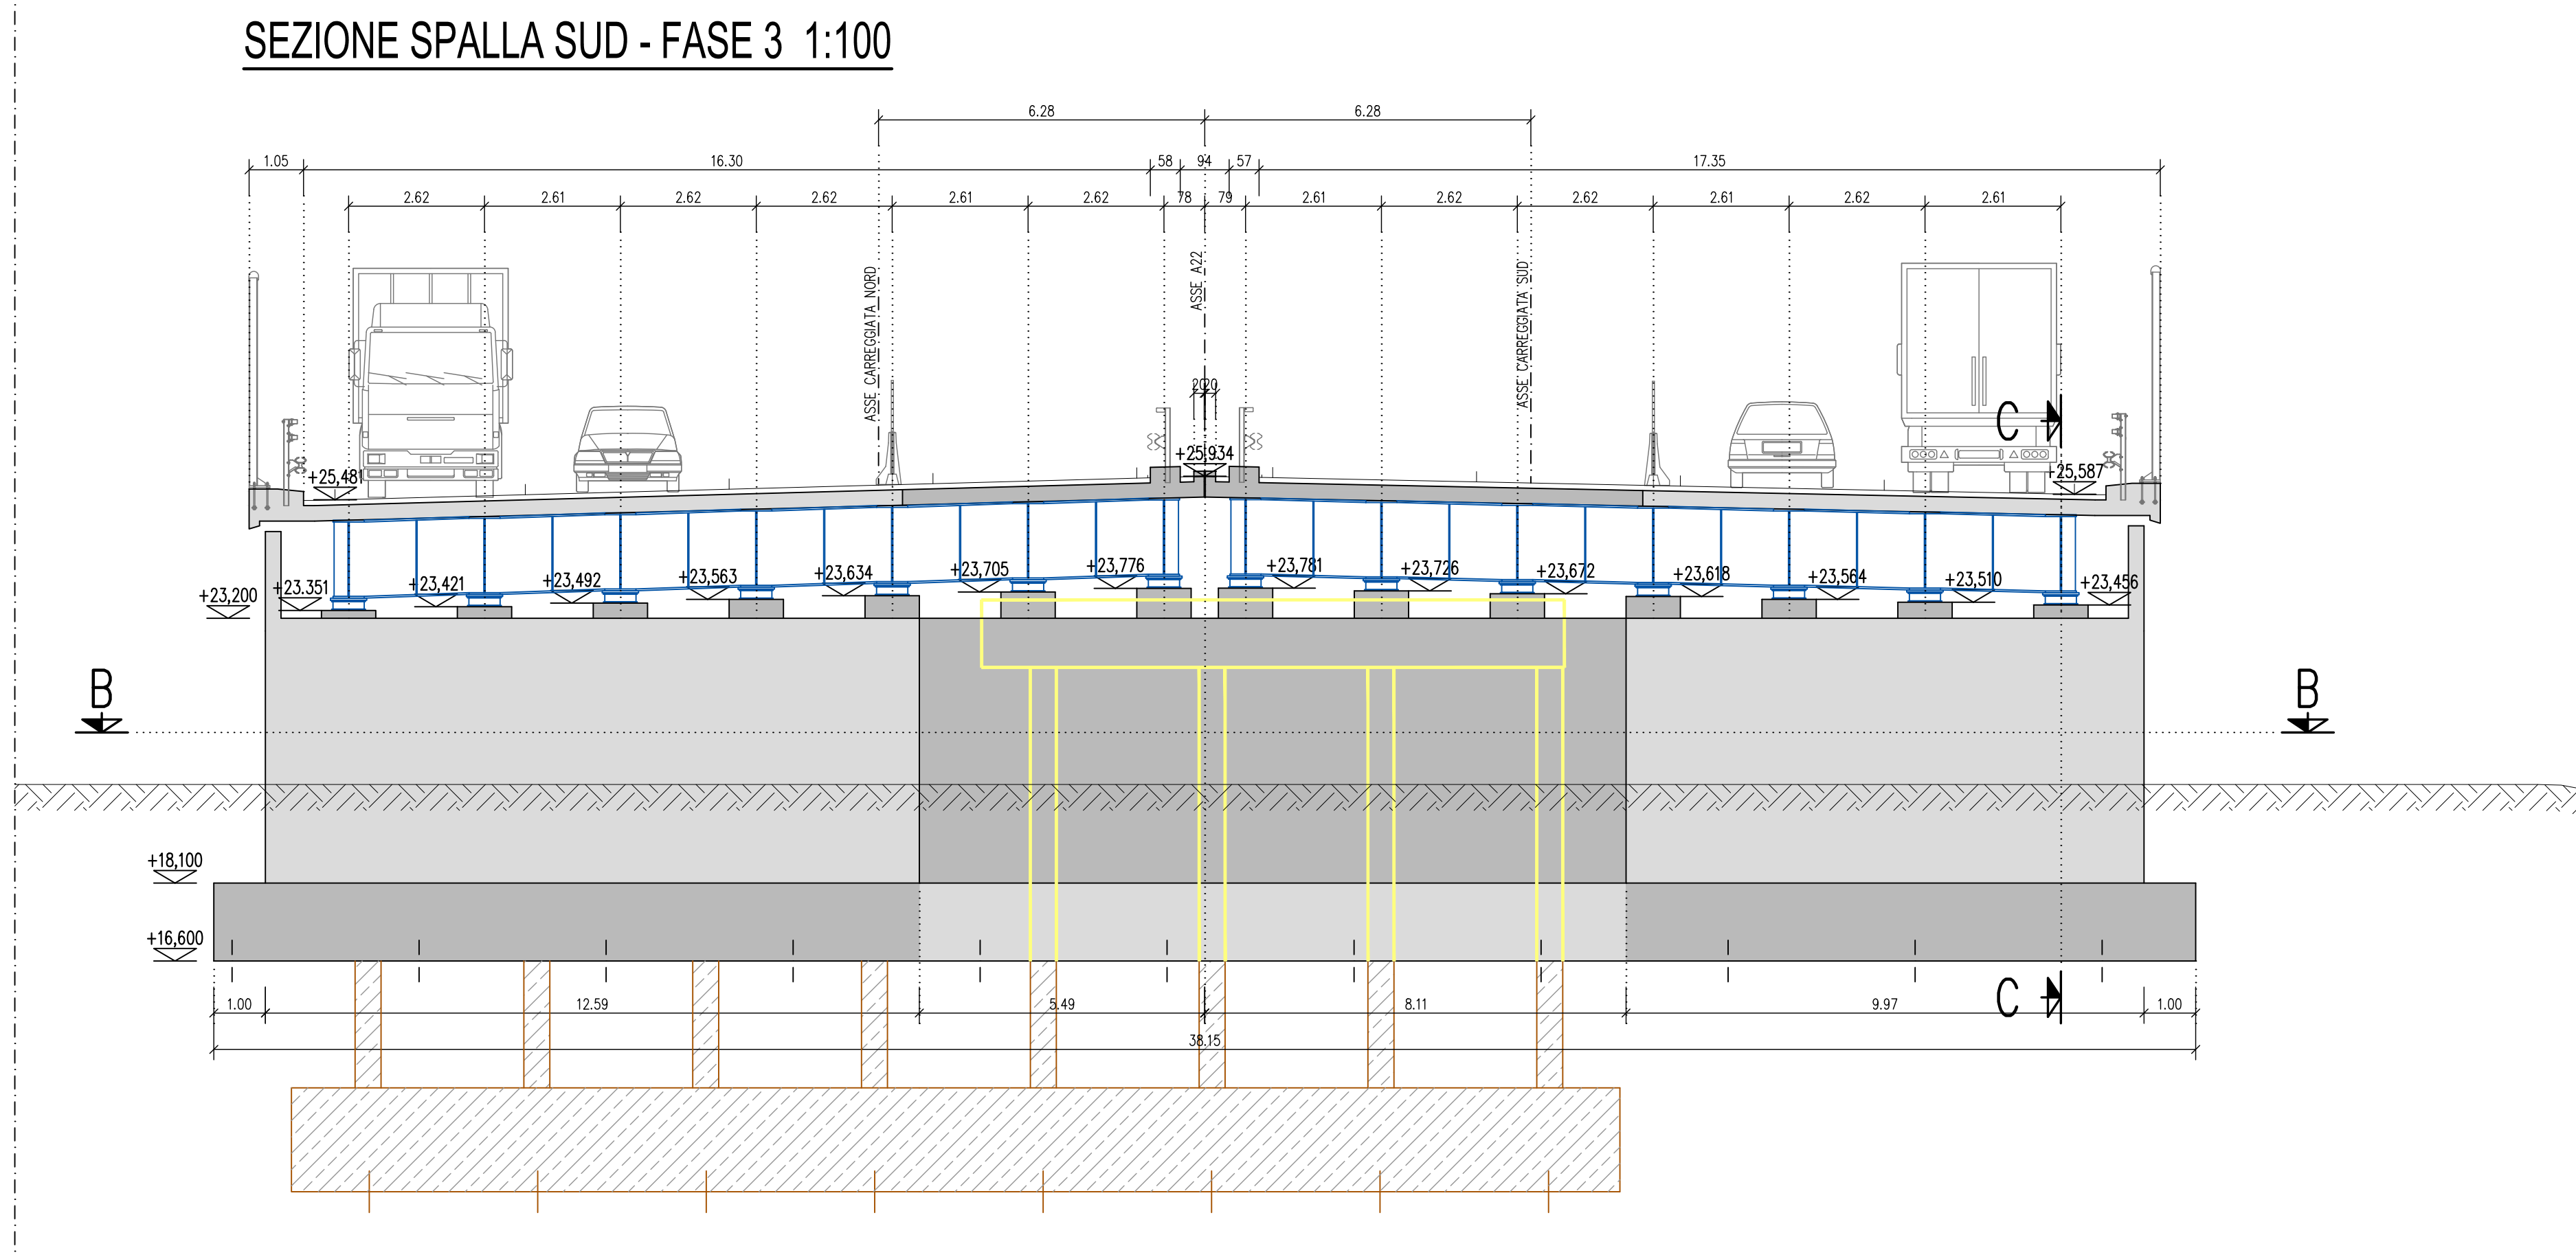 SEZIONE SPALLA SUD - FASE 3 1:100
6.28 6.28
1.05 16.30 58 94 57 17.35
2.62 2.61 2.62 2.62 2.61 2.62 78 79 2.61 2.62 2.62 2.61 2.62 2.61
ASSE CARREGGIATA NORD
ASSE A22
ASSE CARREGGIATA SUD
2020
C
+25,481 +25,934 +25,587
+23,200 +23.351 +23,421 +23,492 +23,563 +23,634 +23,705 +23,776 +23,781 +23,726 +23,672 +23,618 +23,564 +23,510 +23,456
B B
+18,100
+16,600
C
1.00 12.59 5.49 8.11 9.97 1.00
38.15